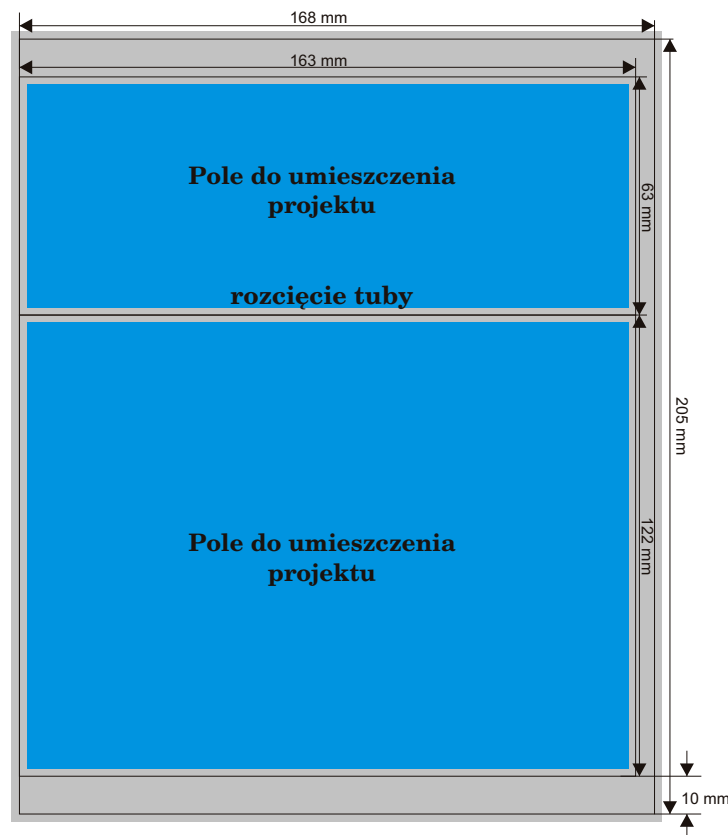 168 mm
163 mm
Pole do umieszczenia
projektu
63 mm
rozcięcie tuby
205 mm
Pole do umieszczenia
projektu
122 mm
10 mm